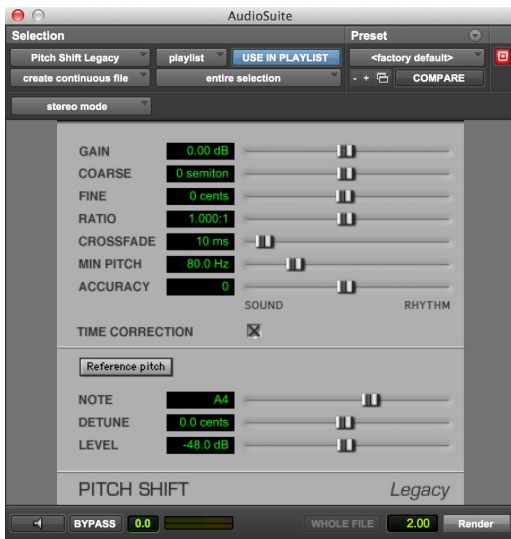 AudioSuite
Selection
Preset
Pitch Shift Legacy playlist USE IN PLAYLIST <factory default>
create continuous file entire selection - + COMPARE
stereo mode
GAIN 0.00 dB
COARSE 0 semiton
FINE 0 cents
RATIO 1.000:1
CROSSFADE 10 ms
MIN PITCH 80.0 Hz
ACCURACY 0
SOUND RHYTHM
TIME CORRECTION
Reference pitch
NOTE A4
DETUNE 0.0 cents
LEVEL -48.0 dB
PITCH SHIFT Legacy
BYPASS 0.0 WHOLE FILE 2.00 Render